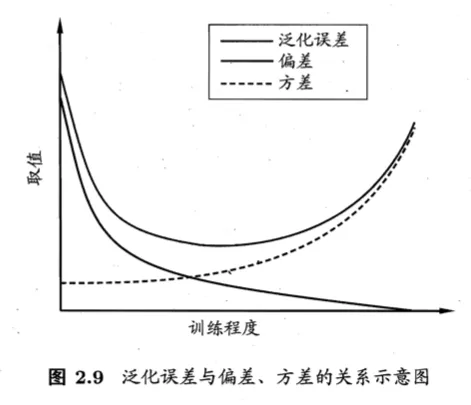 泛化误差
偏差
方差
取值
训练程度
图 2.9 泛化误差与偏差、方差的关系示意图